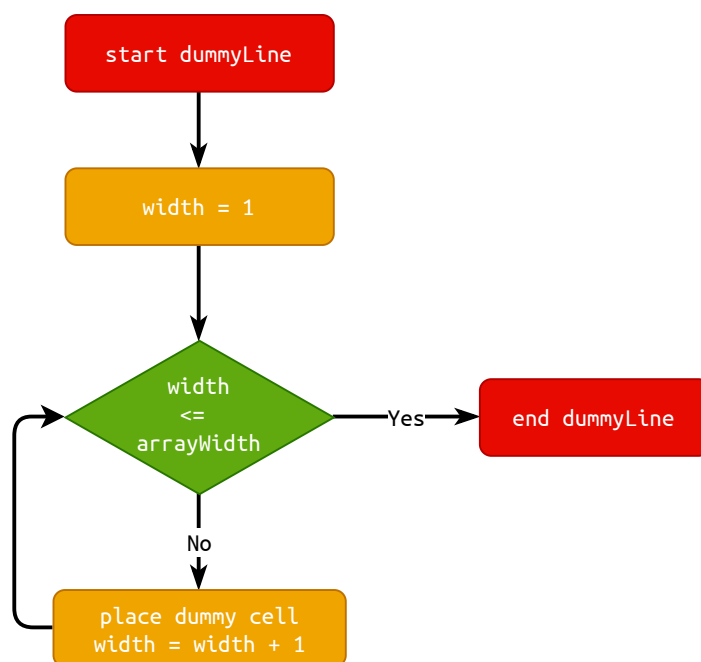 start dummyLine
width = 1
width
<=
arrayWidth
Yes
end dummyLine
No
place dummy cell
width = width + 1